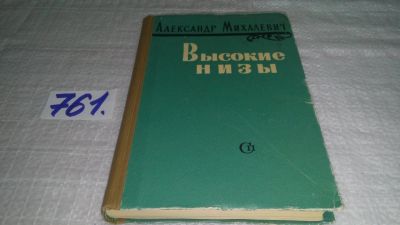 Александр Михалевич
Высокие
низы
761.